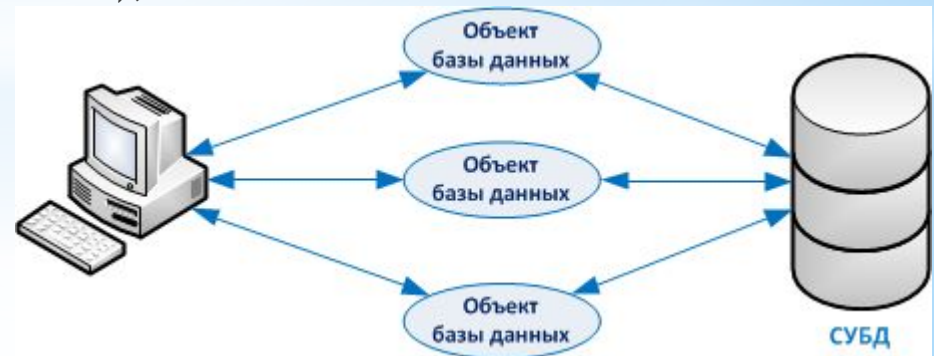 Объект
базы данных
Объект
базы данных
Объект
базы данных
СУБД